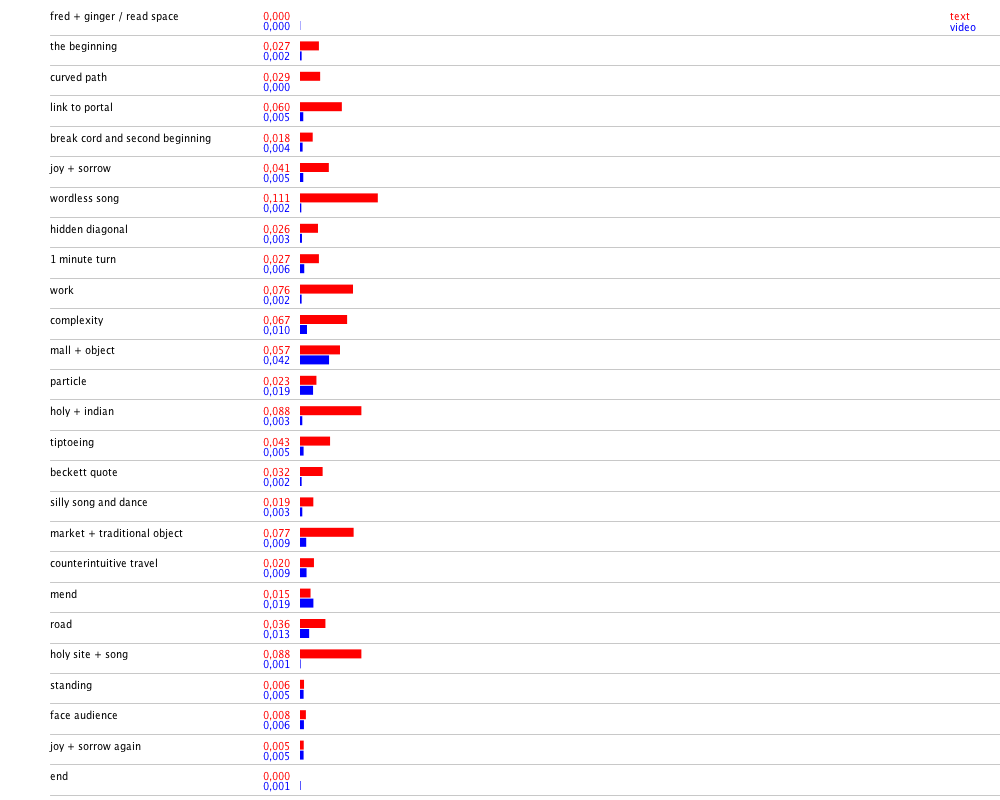 fred + ginger / read space 0,000 text
0,000 video
the beginning 0,027
0,002
curved path 0,029
0,000
link to portal 0,060
0,005
break cord and second beginning 0,018
0,004
joy + sorrow 0,041
0,005
wordless song 0,111
0,002
hidden diagonal 0,026
0,003
1 minute turn 0,027
0,006
work 0,076
0,002
complexity 0,067
0,010
mall + object 0,057
0,042
particle 0,023
0,019
holy + indian 0,088
0,003
tiptoeing 0,043
0,005
beckett quote 0,032
0,002
silly song and dance 0,019
0,003
market + traditional object 0,077
0,009
counterintuitive travel 0,020
0,009
mend 0,015
0,019
road 0,036
0,013
holy site + song 0,088
0,001
standing 0,006
0,005
face audience 0,008
0,006
joy + sorrow again 0,005
0,005
end 0,000
0,001